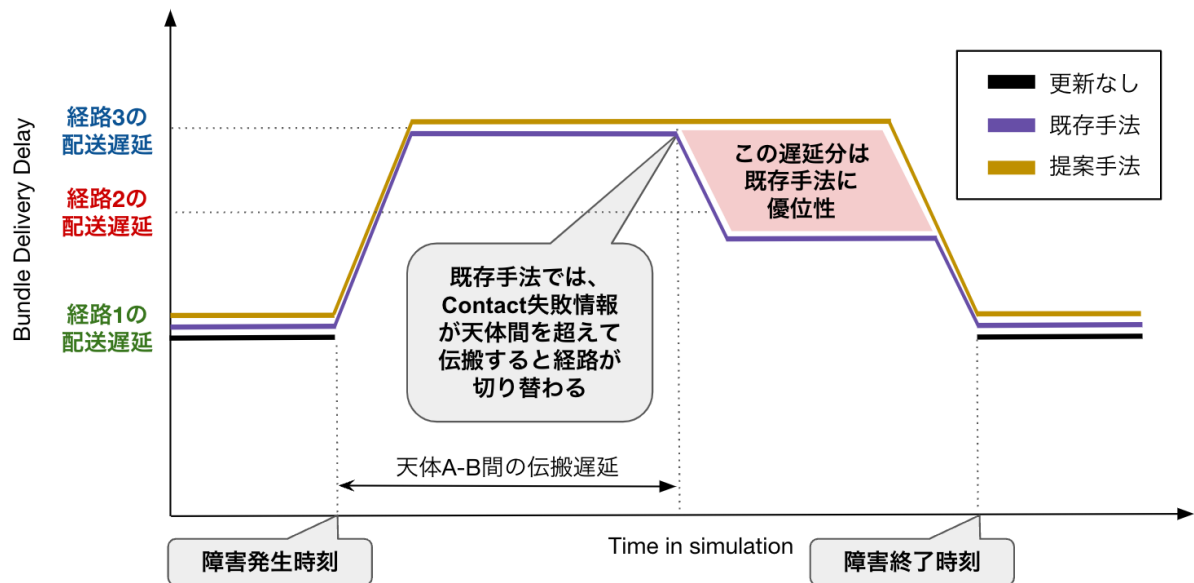 Bundle Delivery Delay
経路3の
配送遅延
経路2の
配送遅延
経路1の
配送遅延
更新なし
既存手法
提案手法
この遅延分は
既存手法に
優位性
既存手法では、
Contact失敗情報
が天体間を超えて
伝搬すると経路が
切り替わる
天体A-B間の伝搬遅延
障害発生時刻
Time in simulation
障害終了時刻